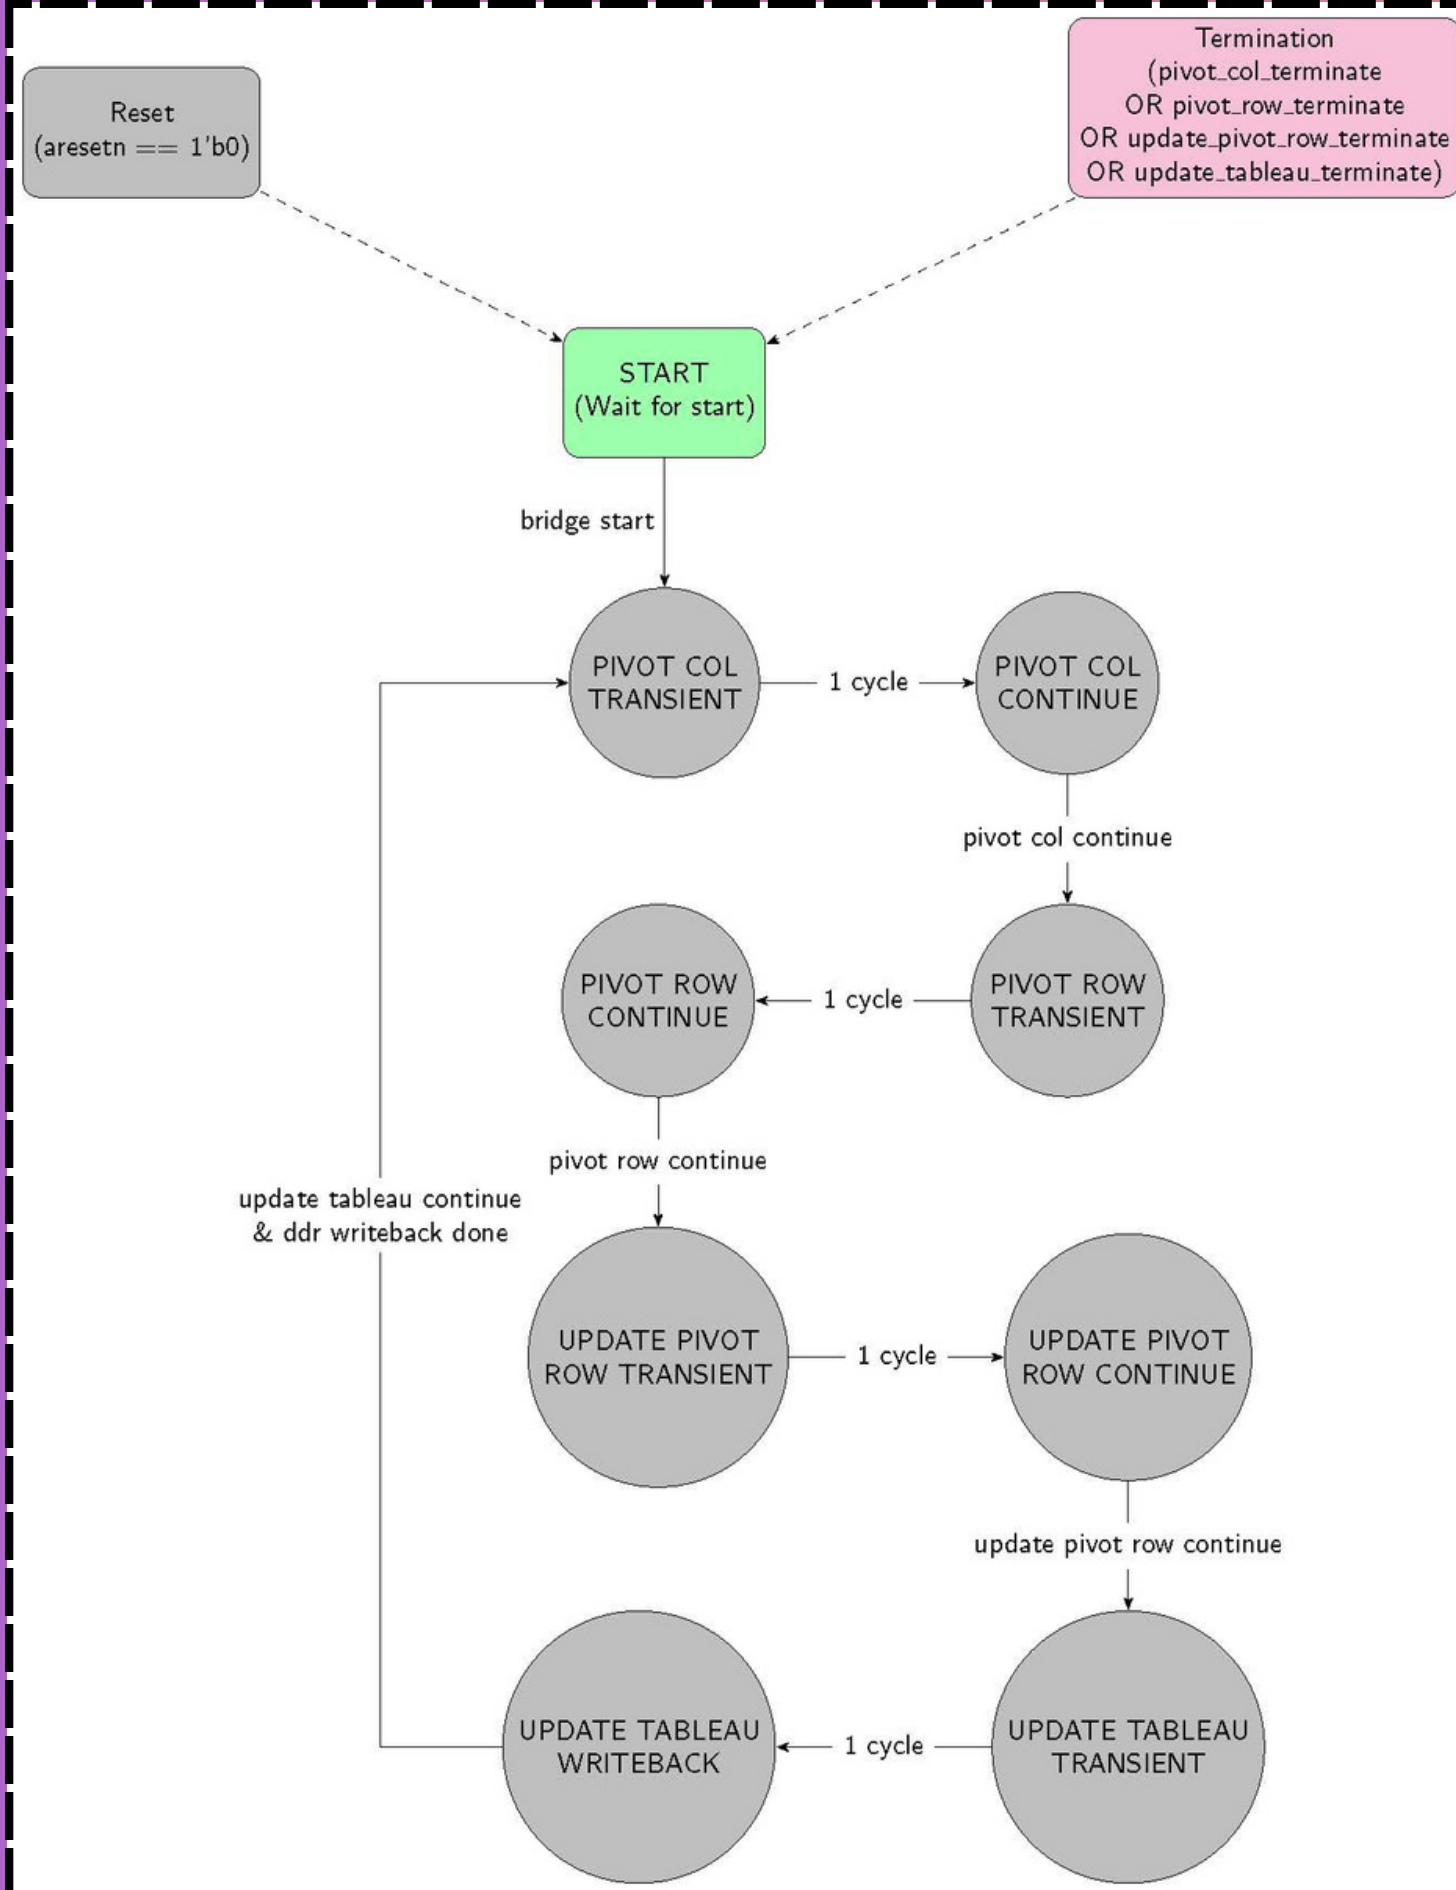 Reset
(aresetn == 1'b0)
Termination
(pivot_col_terminate
OR pivot_row_terminate
OR update_pivot_row_terminate
OR update_tableau_terminate)
START
(Wait for start)
bridge start
PIVOT COL
TRANSIENT
1 cycle
PIVOT COL
CONTINUE
pivot col continue
PIVOT ROW
CONTINUE
1 cycle
PIVOT ROW
TRANSIENT
pivot row continue
update tableau continue
& ddr writeback done
UPDATE PIVOT
ROW TRANSIENT
1 cycle
UPDATE PIVOT
ROW CONTINUE
update pivot row continue
UPDATE TABLEAU
WRITEBACK
1 cycle
UPDATE TABLEAU
TRANSIENT